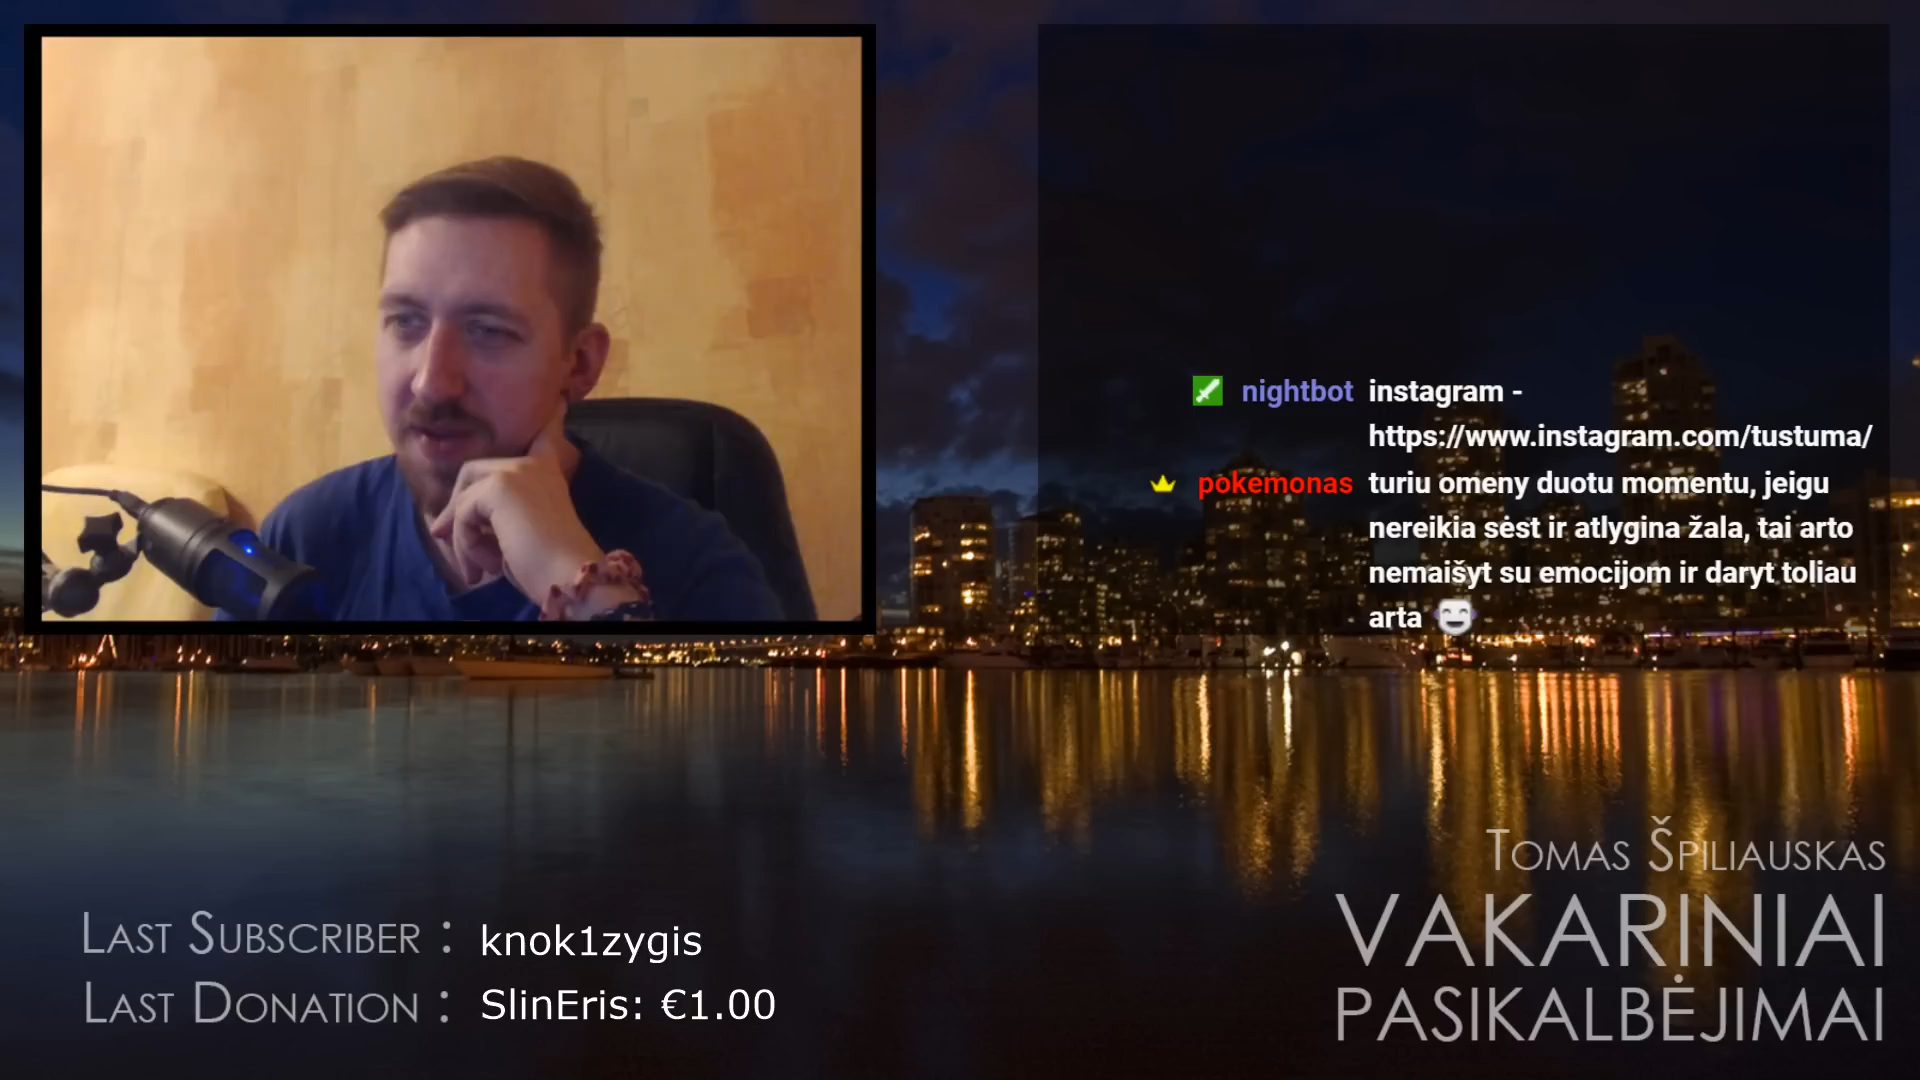 nightbot instagram -
https://www.instagram.com/tustuma/
pokemonas turiu omeny duotu momentu, jeigu
nereikia sėst ir atlygina žala, tai arto
nemaišyt su emocijom ir daryt toliau
arta
Tomas Špiliauskas
VAKARINIAI
PASIKALBĖJIMAI
Last Subscriber : knok1zygis
Last Donation : SlinEris: €1.00